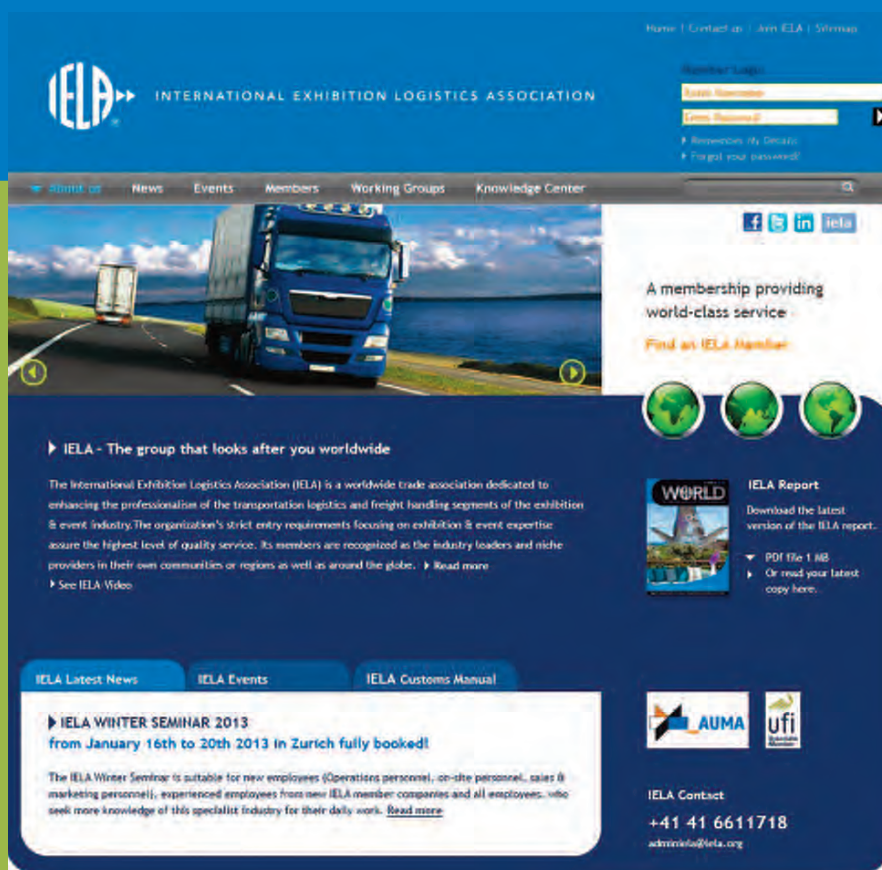 Home | Contact us | Join IELA | Sitemap
IELA
INTERNATIONAL EXHIBITION LOGISTICS ASSOCIATION
Member Login
Enter Username
Enter Password
Remember My Details
Forgot your password?
About us News Events Members Working Groups Knowledge Center
f in iela
A membership providing
world-class service
Find an IELA Member
IELA - The group that looks after you worldwide
The International Exhibition Logistics Association (IELA) is a worldwide trade association dedicated to
enhancing the professionalism of the transportation logistics and freight handling segments of the exhibition
& event industry. The organization's strict entry requirements focusing on exhibition & event expertise
assure the highest level of quality service. Its members are recognized as the industry leaders and niche
providers in their own communities or regions as well as around the globe. Read more
See IELA-Video
WORLD
IELA Report
Download the latest
version of the IELA report.
PDf file 1 MB
Or read your latest
copy here.
IELA Latest News
IELA Events
IELA Customs Manual
IELA WINTER SEMINAR 2013
from January 16th to 20th 2013 in Zurich fully booked!
The IELA Winter Seminar is suitable for new employees (Operations personnel, on-site personnel, sales &
marketing personnel), experienced employees from new IELA member companies and all employees, who
seek more knowledge of this specialist industry for their daily work. Read more
AUMA
ufi
Member
IELA Contact
+41 41 6611718
adminiela@iela.org